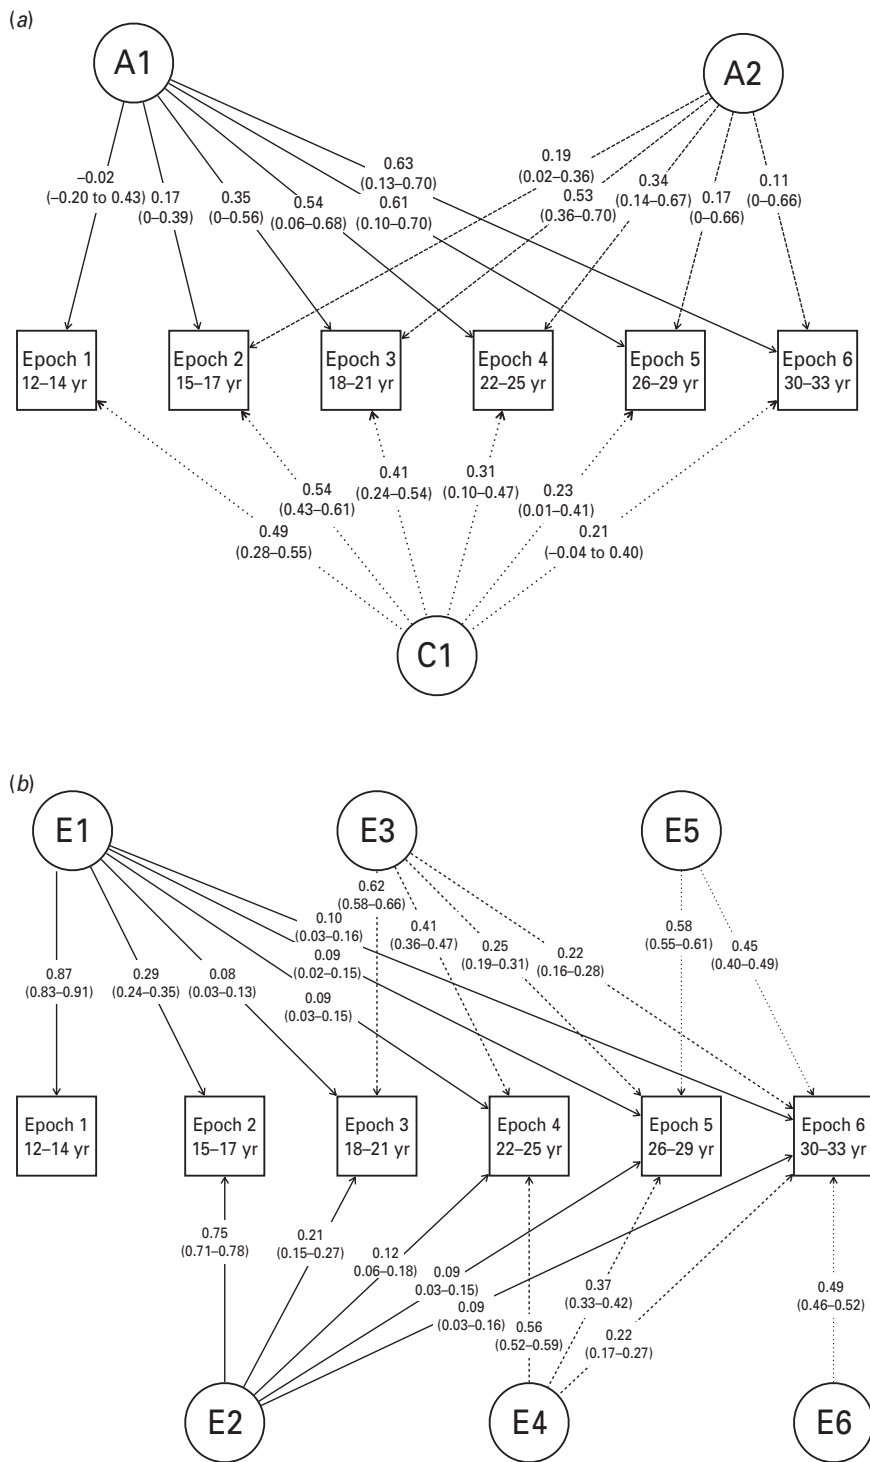 (a)
A1
A2
–0.02
(–0.20 to 0.43)
0.17
(0–0.39)
0.35
(0–0.56)
0.54
(0.06–0.68)
0.63
(0.13–0.70)
0.61
(0.10–0.70)
0.19
(0.02–0.36)
0.53
(0.36–0.70)
0.34
(0.14–0.67)
0.17
(0–0.66)
0.11
(0–0.66)
Epoch 1
12–14 yr
Epoch 2
15–17 yr
Epoch 3
18–21 yr
Epoch 4
22–25 yr
Epoch 5
26–29 yr
Epoch 6
30–33 yr
0.49
(0.28–0.55)
0.54
(0.43–0.61)
0.41
(0.24–0.54)
0.31
(0.10–0.47)
0.23
(0.01–0.41)
0.21
(–0.04 to 0.40)
C1
(b)
E1
E3
E5
0.87
(0.83–0.91)
0.29
(0.24–0.35)
0.08
(0.03–0.13)
0.10
(0.03–0.16)
0.09
(0.02–0.15)
0.09
(0.03–0.15)
0.62
(0.58–0.66)
0.41
(0.36–0.47)
0.25
(0.19–0.31)
0.22
(0.16–0.28)
0.58
(0.55–0.61)
0.45
(0.40–0.49)
Epoch 1
12–14 yr
Epoch 2
15–17 yr
Epoch 3
18–21 yr
Epoch 4
22–25 yr
Epoch 5
26–29 yr
Epoch 6
30–33 yr
0.75
(0.71–0.78)
0.21
(0.15–0.27)
0.12
0.06–0.18)
0.09
0.03–0.15)
0.09
(0.03–0.16)
0.56
(0.52–0.59)
0.37
(0.33–0.42)
0.22
(0.17–0.27)
0.49
(0.46–0.52)
E2
E4
E6